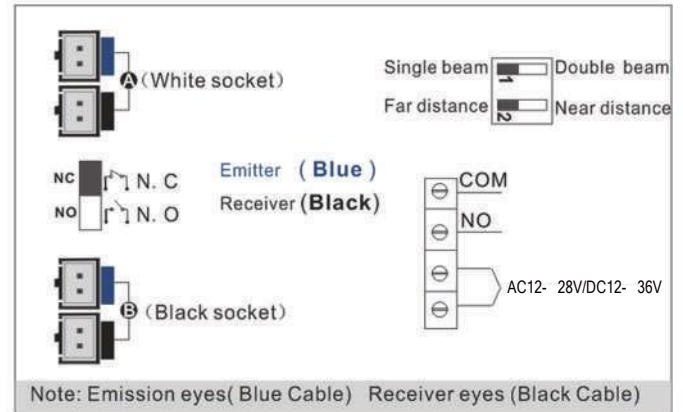 A (White socket)
Single beam 1 Double beam
Far distance 2 Near distance
NC N. C
NO N. O
Emitter ( Blue )
Receiver (Black)
COM
NO
AC12- 28V/DC12- 36V
B (Black socket)
Note: Emission eyes( Blue Cable) Receiver eyes (Black Cable)